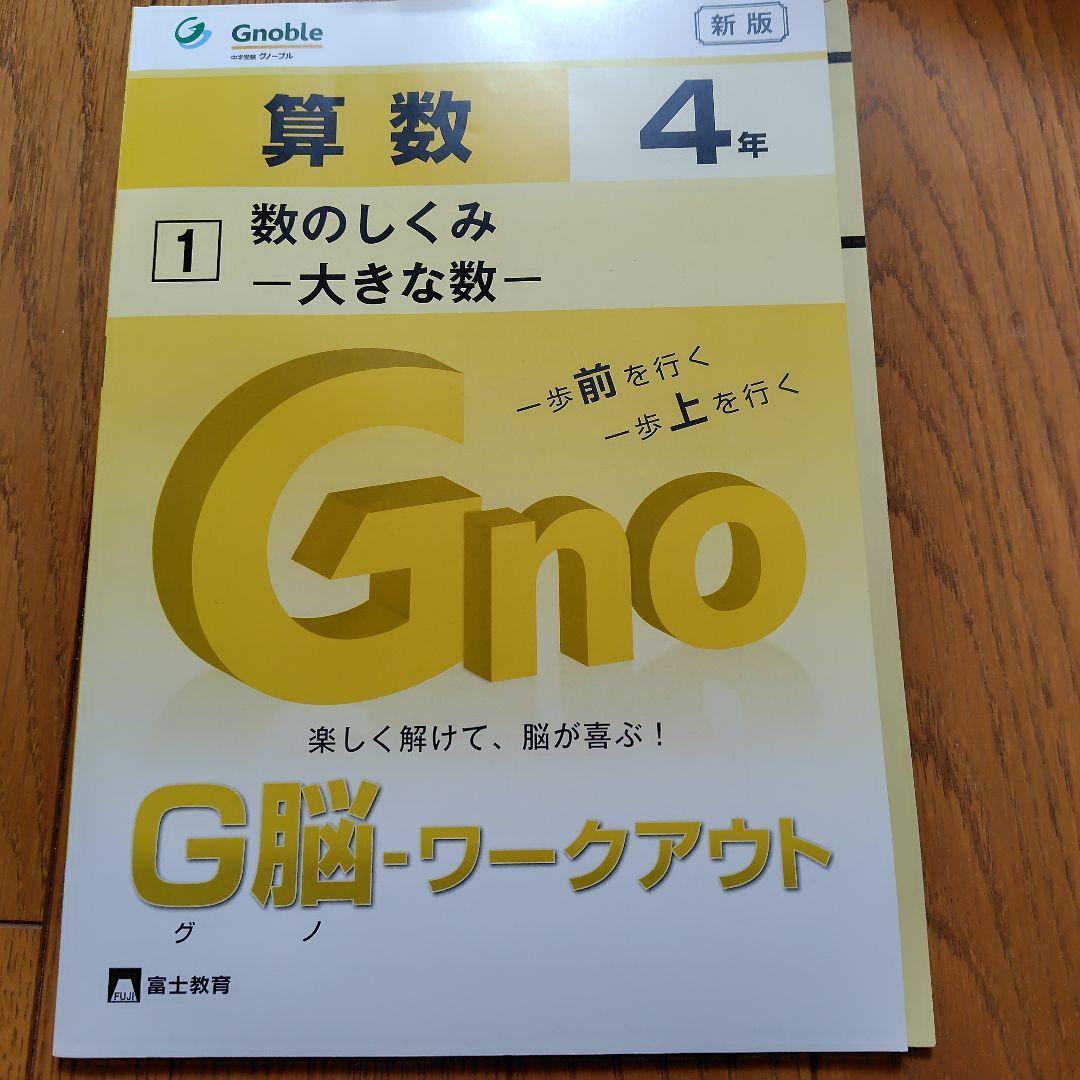 Gnoble
中学受験 グノーブル
新版
算数
4年
1
数のしくみ
－大きな数－
一歩前を行く
一歩上を行く
Gno
楽しく解けて、脳が喜ぶ！
G脳-ワークアウト
グ ノ
FUJI 富士教育